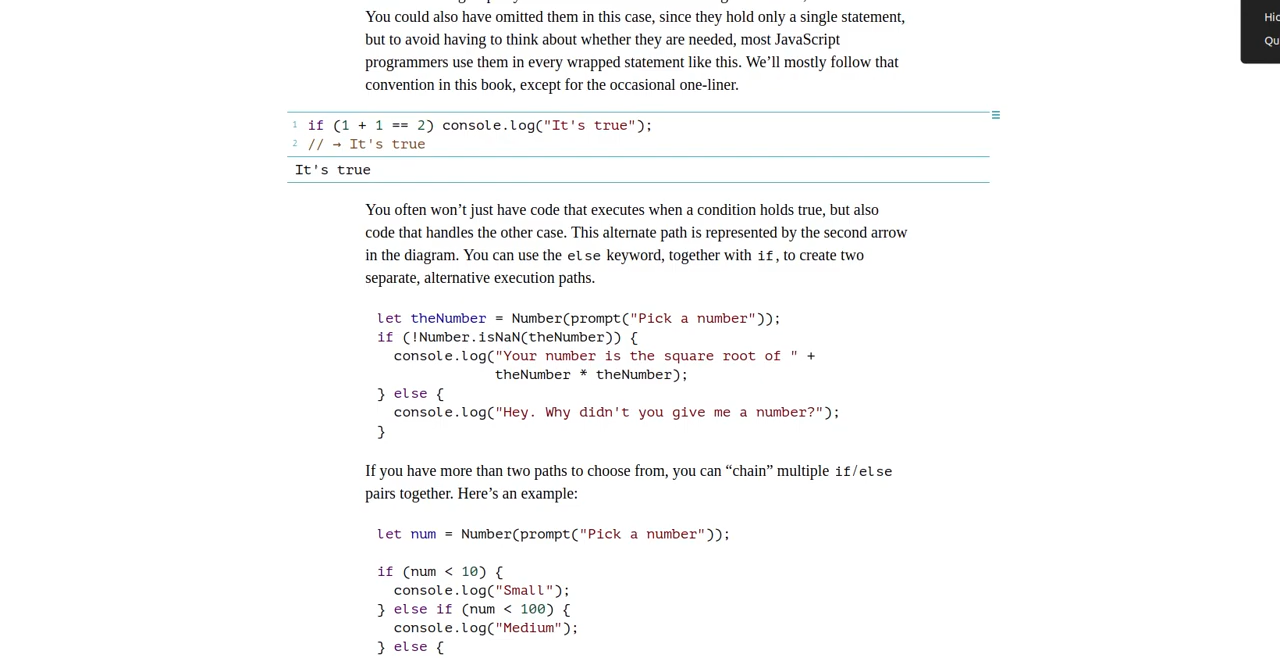 You could also have omitted them in this case, since they hold only a single statement,
but to avoid having to think about whether they are needed, most JavaScript
programmers use them in every wrapped statement like this. We’ll mostly follow that
convention in this book, except for the occasional one-liner.
1 if (1 + 1 == 2) console.log("It's true");
2 // → It's true
It's true
You often won’t just have code that executes when a condition holds true, but also
code that handles the other case. This alternate path is represented by the second arrow
in the diagram. You can use the else keyword, together with if, to create two
separate, alternative execution paths.
let theNumber = Number(prompt("Pick a number"));
if (!Number.isNaN(theNumber)) {
  console.log("Your number is the square root of " +
              theNumber * theNumber);
} else {
  console.log("Hey. Why didn't you give me a number?");
}
If you have more than two paths to choose from, you can “chain” multiple if/else
pairs together. Here’s an example:
let num = Number(prompt("Pick a number"));
if (num < 10) {
  console.log("Small");
} else if (num < 100) {
  console.log("Medium");
} else {